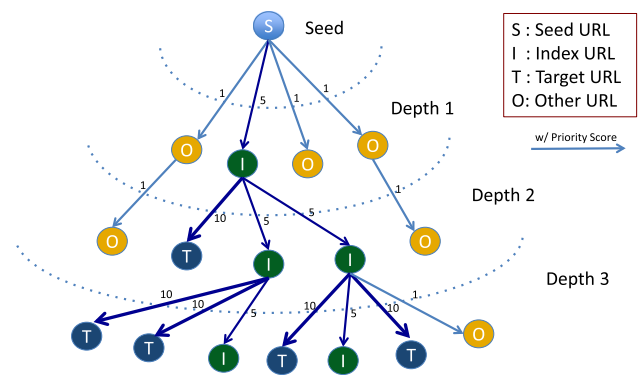 S
Seed
S : Seed URL
I : Index URL
T : Target URL
O: Other URL
w/ Priority Score
1
5
1
1
Depth 1
O
I
O
O
1
10
5
5
1
Depth 2
O
T
I
I
O
10
10
5
10
5
10
1
Depth 3
T
T
I
T
I
T
O